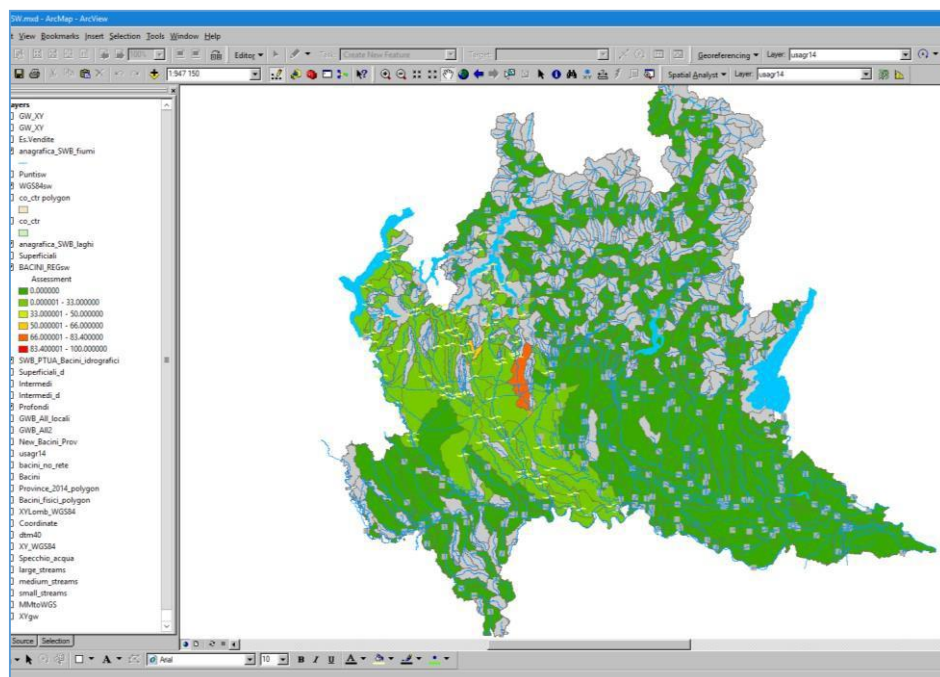 SW.mxd - ArcMap - ArcView
View Bookmarks Insert Selection Tools Window Help
100% Editor Task: Create New Feature Target: Georeferencing Layer: usagr14
1:947 150 Spatial Analyst Layer: usagr14
ayers
GW_XY
GW_XY
Es.Vendite
anagrafica_SWB_fiumi
Puntisw
WGS84sw
co_ctr polygon
co_ctr
anagrafica_SWB_laghi
Superficiali
BACINI_REGsw
Assessment
0.000000
0.000001 - 33.000000
33.000001 - 50.000000
50.000001 - 66.000000
66.000001 - 83.400000
83.400001 - 100.000000
SWB_PTUA_Bacini_idrografici
Superficiali_d
Intermedi
Intermedi_d
Profondi
GWB_All_locali
GWB_All2
New_Bacini_Prov
usagr14
bacini_no_rete
Bacini
Province_2014_polygon
Bacini_fisici_polygon
XYLomb_WGS84
Coordinate
dtm40
XY_WGS84
Specchio_acqua
large_streams
medium_streams
small_streams
MMtoWGS
XYgw
Source Selection
A Arial 10 B I U A